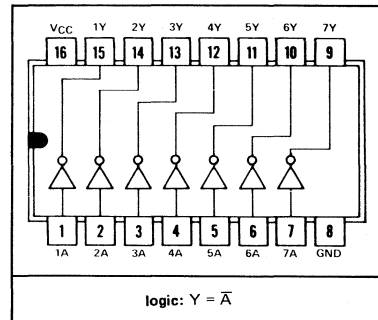 VCC 1Y 2Y 3Y 4Y 5Y 6Y 7Y
16 15 14 13 12 11 10 9
1 2 3 4 5 6 7 8
1A 2A 3A 4A 5A 6A 7A GND
logic: Y = A̅